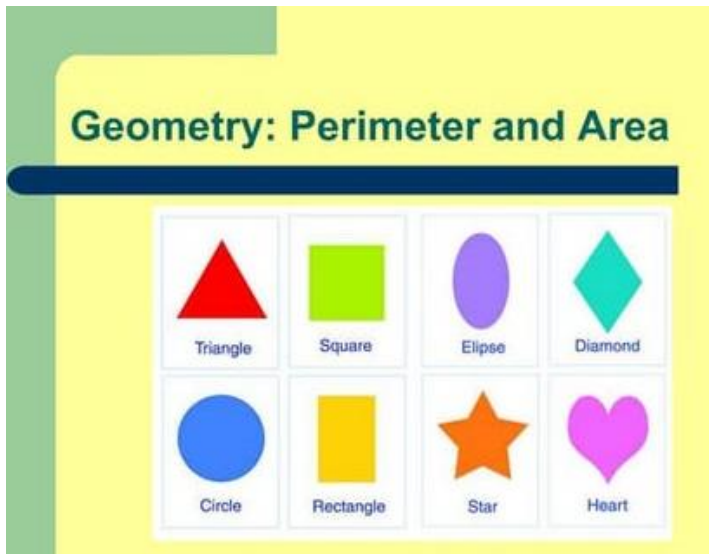 Geometry: Perimeter and Area
Triangle Square Elipse Diamond
Circle Rectangle Star Heart